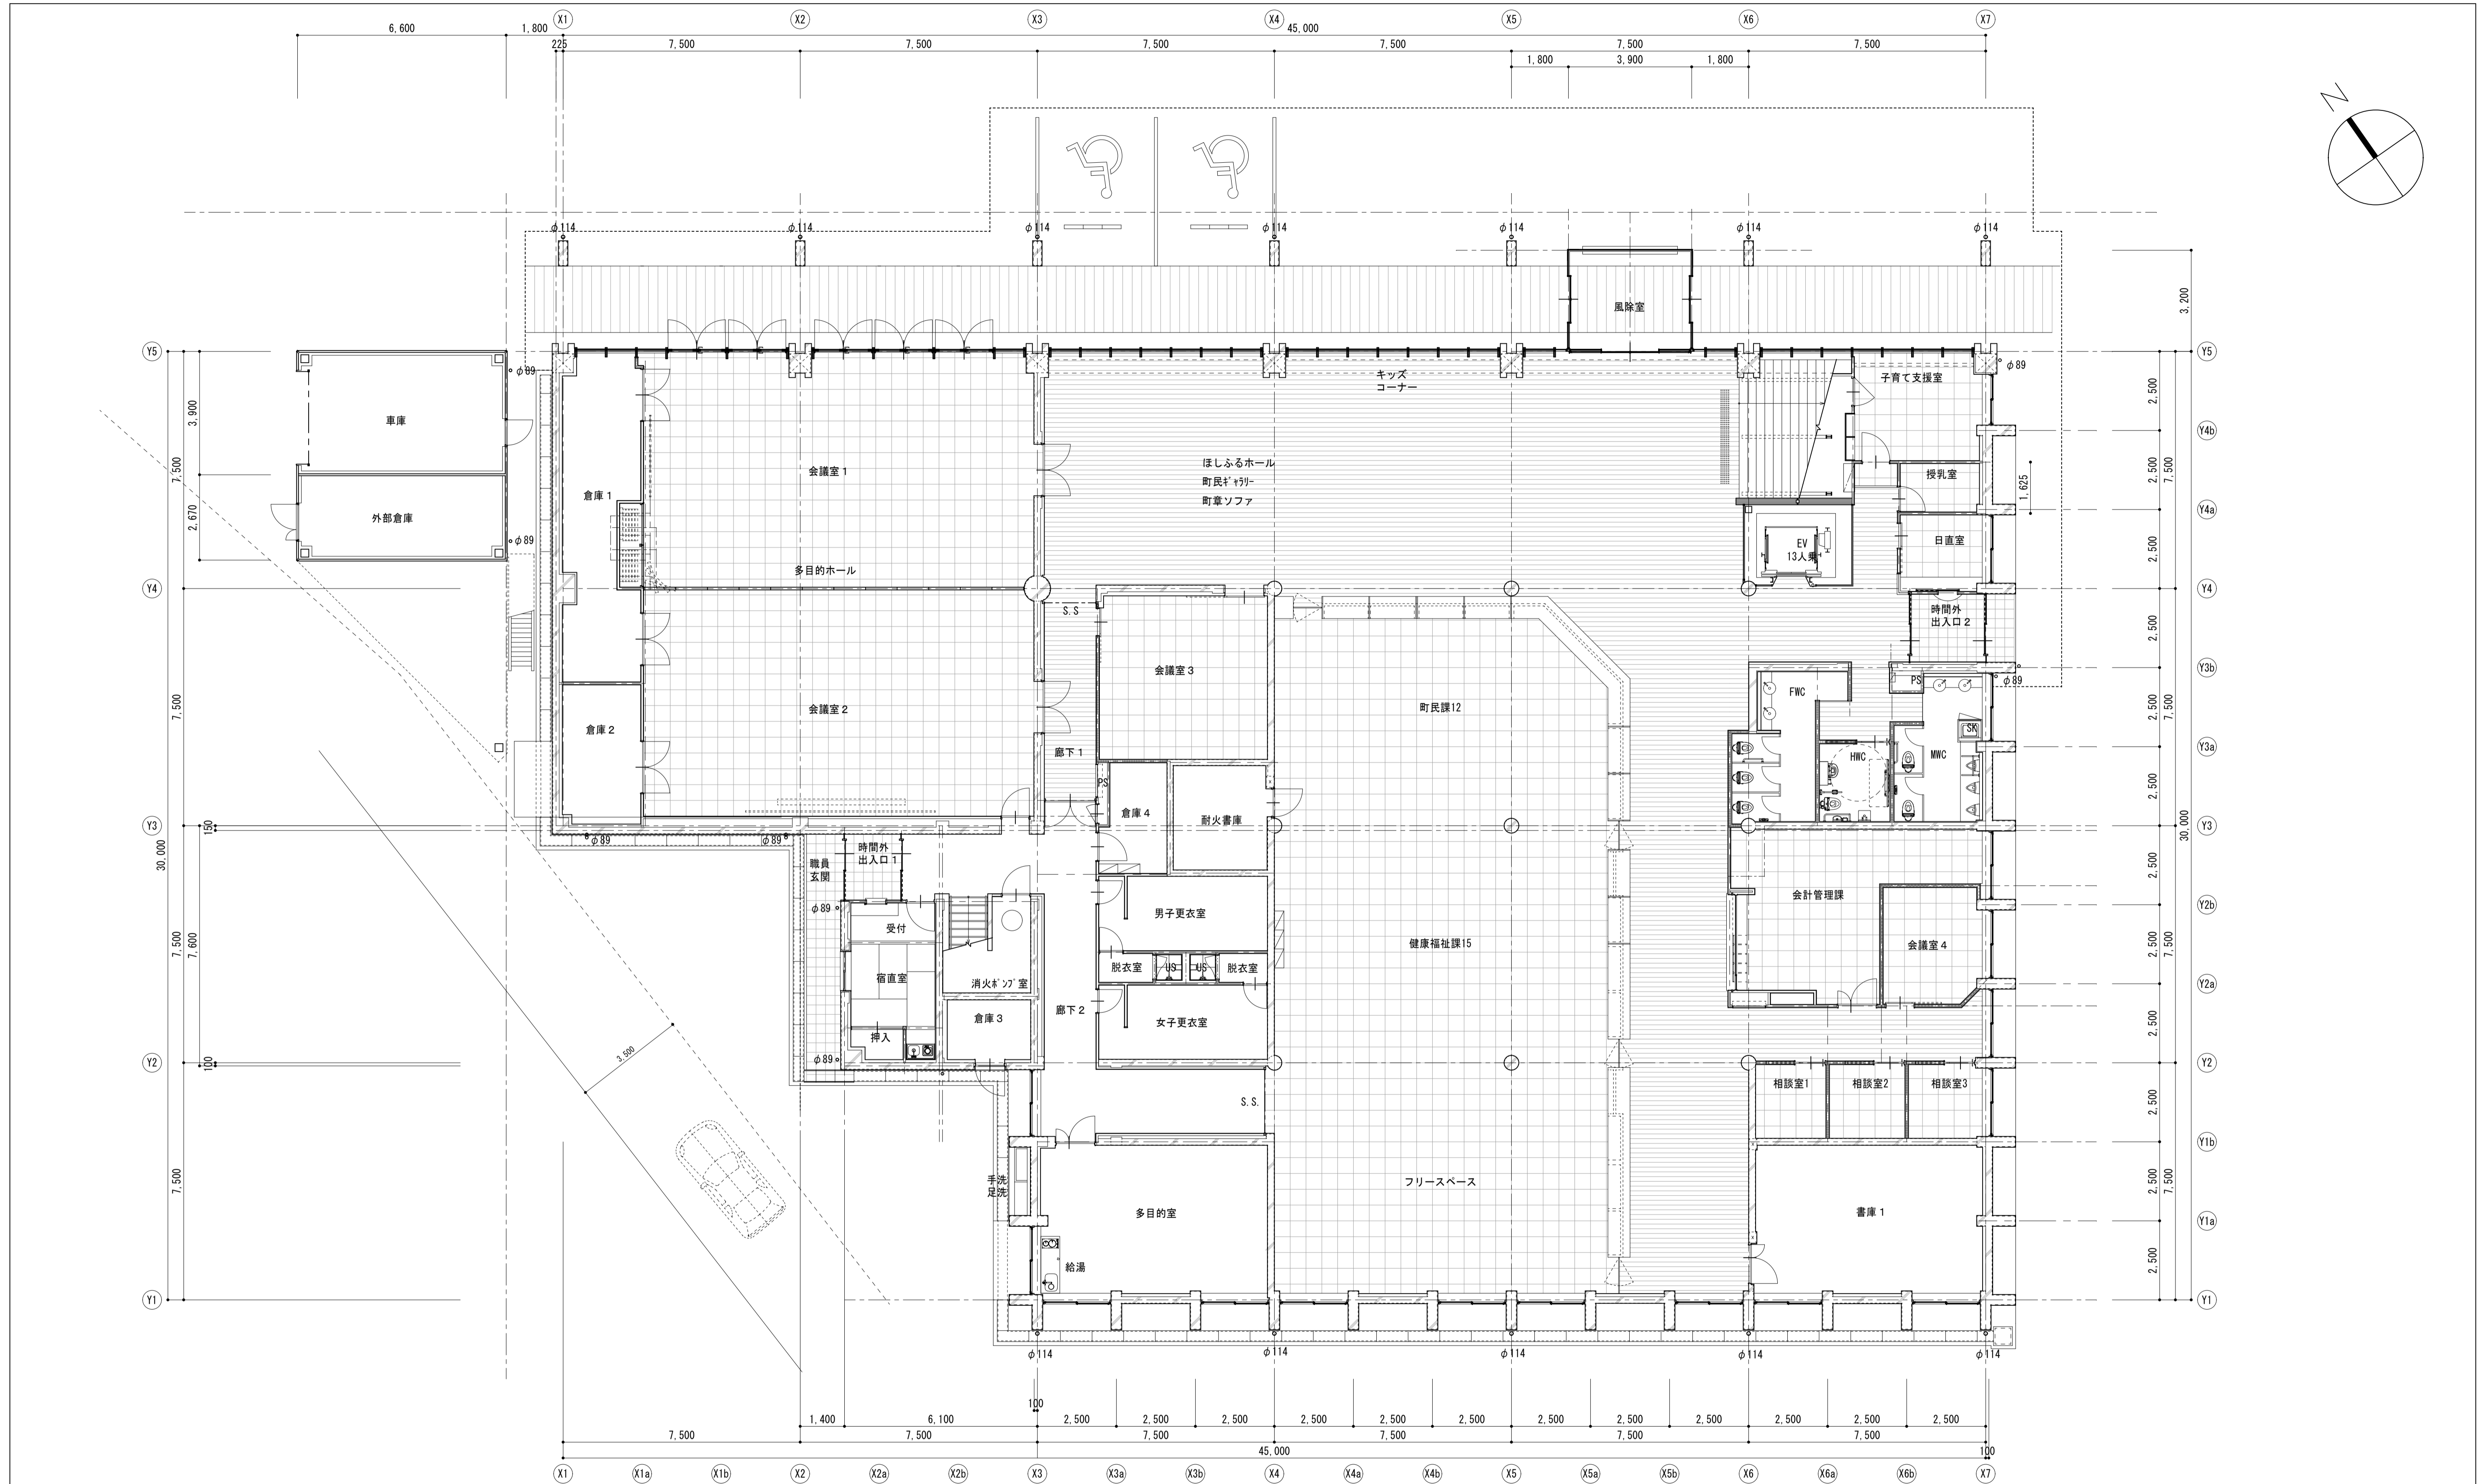 X1 X2 X3 X4 X5 X6 X7
6,600 1,800 45,000
225 7,500 7,500 7,500 7,500 7,500 7,500
1,800 3,900 1,800
N
φ114 φ114 φ114 φ114 φ114 φ114 φ114
風除室
3,200
Y5 Y5
φ89 φ89
キッズ
コーナー
子育て支援室
車庫
3,900
7,500
2,500
Y4b
会議室1
ほしふるホール
町民ギャラリー
町章ソファ
授乳室
倉庫1
2,500
7,500
1,625
外部倉庫
2,670
Y4a
φ89
EV
13人乗
日直室
2,500
多目的ホール
Y4 Y4
S.S
時間外
出入口2
2,500
会議室3
Y3b
φ89
FWC
PS
7,500
会議室2
町民課12
2,500
7,500
倉庫2
SK
廊下1
HWC
MWC
Y3a
PS
倉庫4
耐火書庫
2,500
Y3 Y3
150
30,000 30,000
φ89 φ89
時間外
出入口1
職員
玄関
2,500
会計管理課
φ89
男子更衣室
Y2b
受付
7,500
7,600
健康福祉課15
会議室4
2,500
7,500
脱衣室 US US 脱衣室
宿直室
消火ポンプ室
Y2a
廊下2
倉庫3
女子更衣室
2,500
押入
3,500
φ89
Y2 Y2
100
相談室1 相談室2 相談室3
S.S.
2,500
Y1b
手洗
足洗
フリースペース
7,500
2,500
7,500
多目的室
書庫1
Y1a
給湯
2,500
Y1 Y1
φ114 φ114 φ114 φ114 φ114
100
1,400 6,100 2,500 2,500 2,500 2,500 2,500 2,500 2,500 2,500 2,500 2,500 2,500 2,500
7,500 7,500 7,500 7,500 7,500 7,500
45,000 100
X1 X1a X1b X2 X2a X2b X3 X3a X3b X4 X4a X4b X5 X5a X5b X6 X6a X6b X7